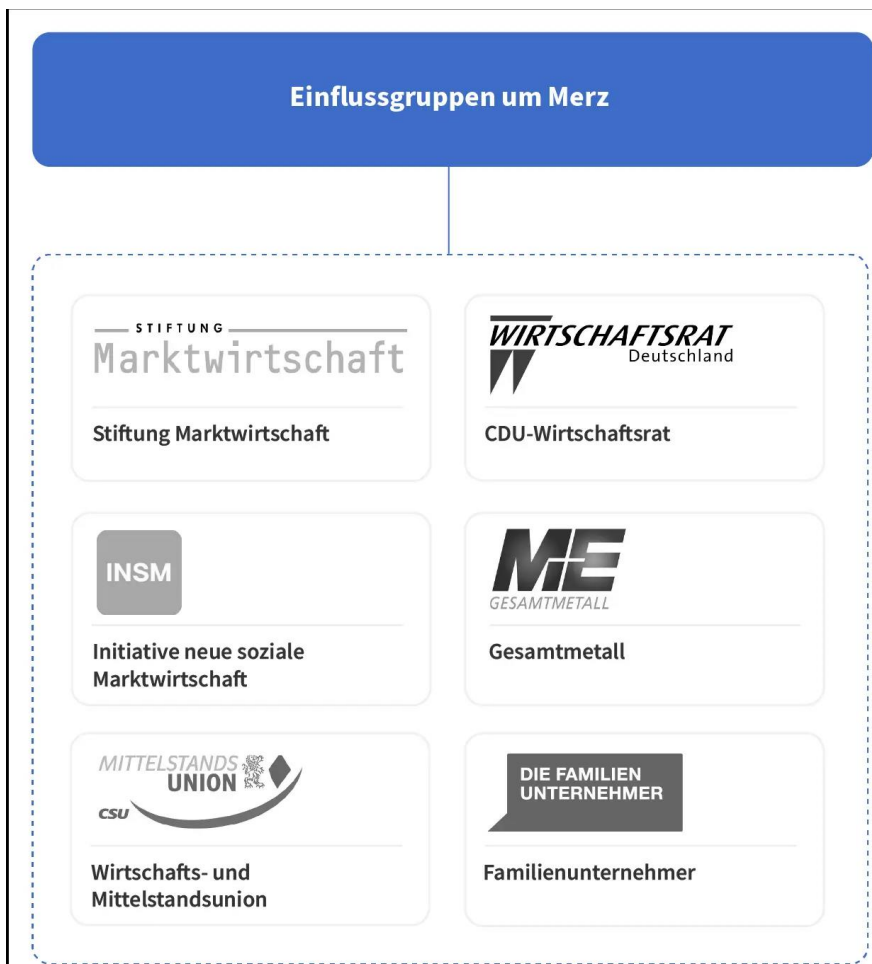 Einflussgruppen um Merz
STIFTUNG
Marktwirtschaft
Stiftung Marktwirtschaft
WIRTSCHAFTSRAT
Deutschland
CDU-Wirtschaftsrat
INSM
Initiative neue soziale
Marktwirtschaft
ME
GESAMTMETALL
Gesamtmetall
MITTELSTANDS
UNION
CSU
Wirtschafts- und
Mittelstandsunion
DIE FAMILIEN
UNTERNEHMER
Familienunternehmer